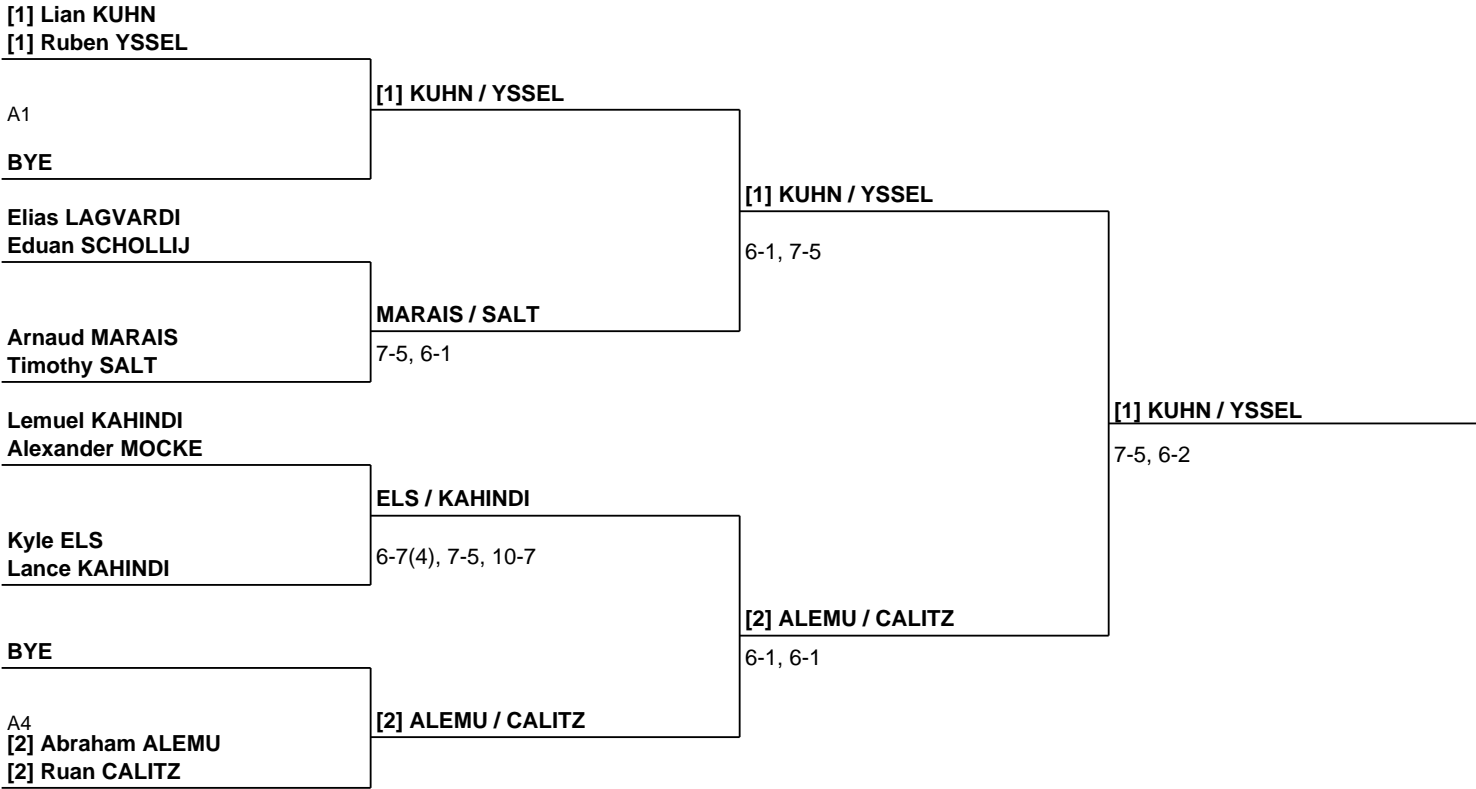 [1] Lian KUHN
[1] Ruben YSSEL
A1
BYE
[1] KUHN / YSSEL
Elias LAGVARDI
Eduan SCHOLLIJ
Arnaud MARAIS
Timothy SALT
MARAIS / SALT
7-5, 6-1
[1] KUHN / YSSEL
6-1, 7-5
Lemuel KAHINDI
Alexander MOCKE
Kyle ELS
Lance KAHINDI
ELS / KAHINDI
6-7(4), 7-5, 10-7
BYE
A4
[2] Abraham ALEMU
[2] Ruan CALITZ
[2] ALEMU / CALITZ
[2] ALEMU / CALITZ
6-1, 6-1
[1] KUHN / YSSEL
7-5, 6-2